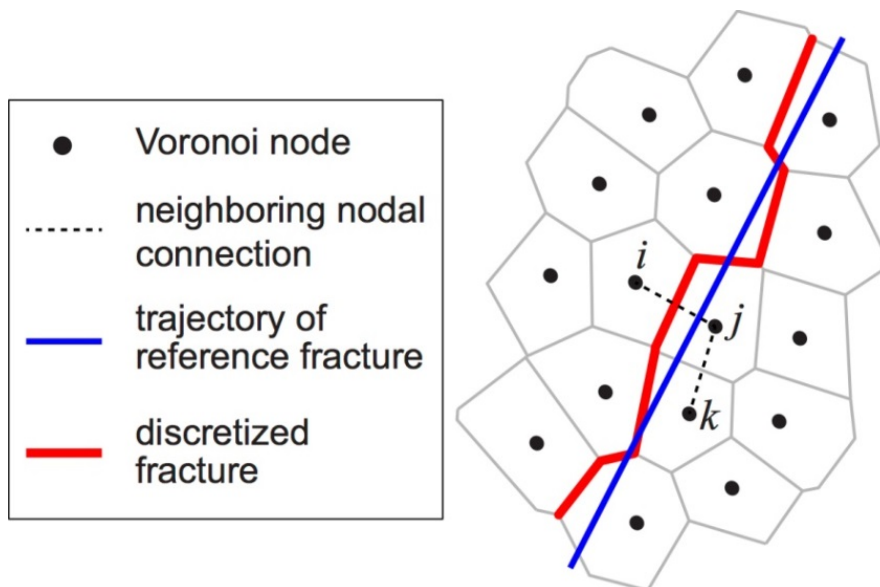 Voronoi node
neighboring nodal
connection
trajectory of
reference fracture
discretized
fracture
i
j
k